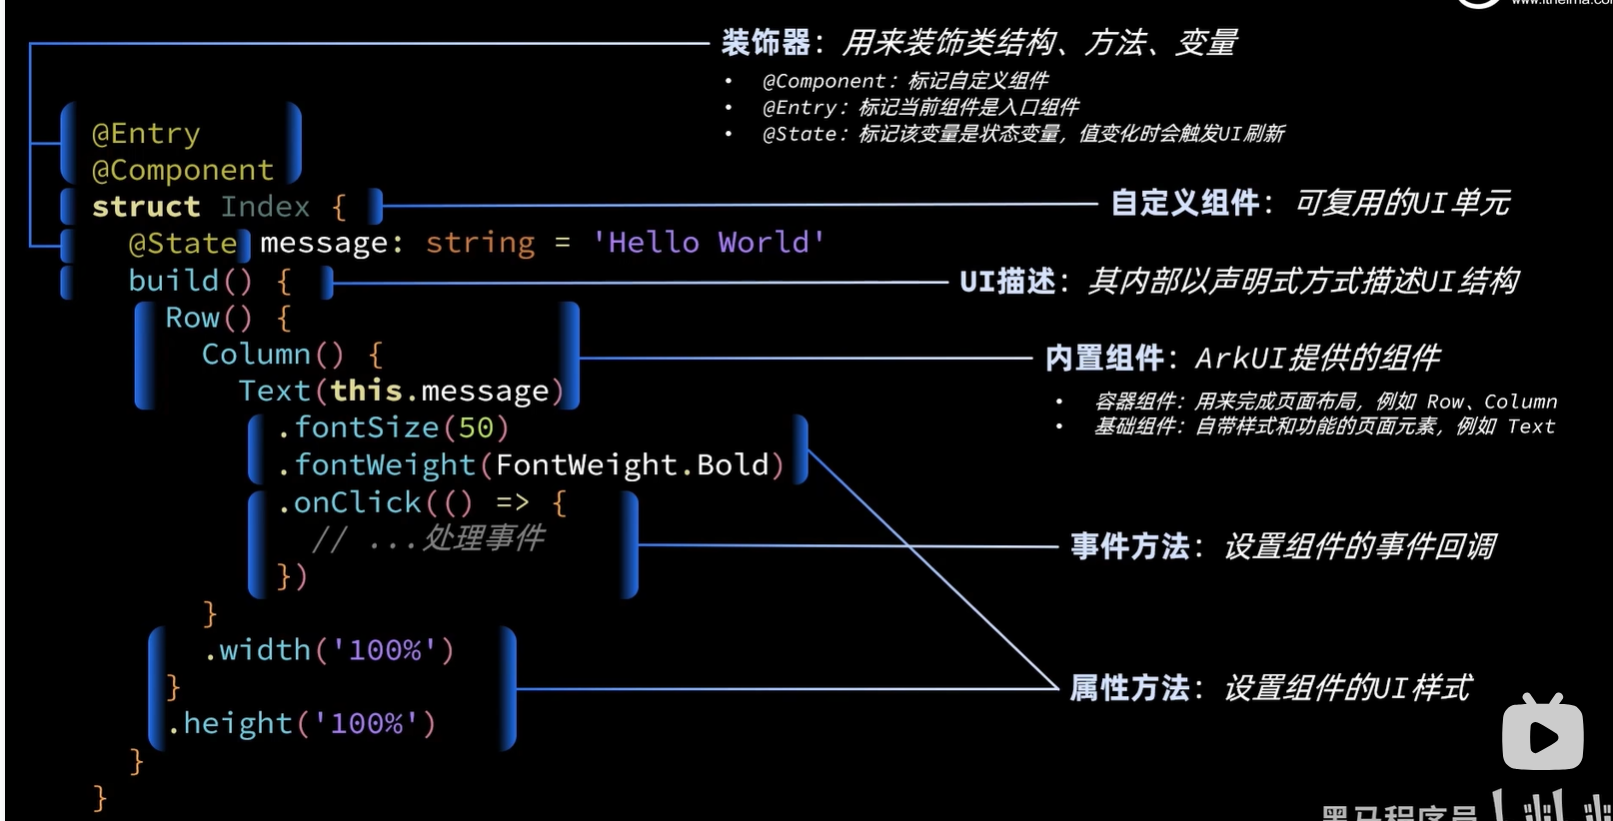 www.itheima.com
装饰器：用来装饰类结构、方法、变量
• @Component：标记自定义组件
• @Entry：标记当前组件是入口组件
• @State：标记该变量是状态变量，值变化时会触发UI刷新
@Entry
@Component
struct Index {
自定义组件：可复用的UI单元
@State message: string = 'Hello World'
build() {
UI描述：其内部以声明式方式描述UI结构
Row() {
Column() {
内置组件：ArkUI提供的组件
Text(this.message)
• 容器组件：用来完成页面布局，例如 Row、Column
• 基础组件：自带样式和功能的页面元素，例如 Text
.fontSize(50)
.fontWeight(FontWeight.Bold)
.onClick(() => {
// ...处理事件
事件方法：设置组件的事件回调
})
}
.width('100%')
}
属性方法：设置组件的UI样式
.height('100%')
}
}
黑马程序员